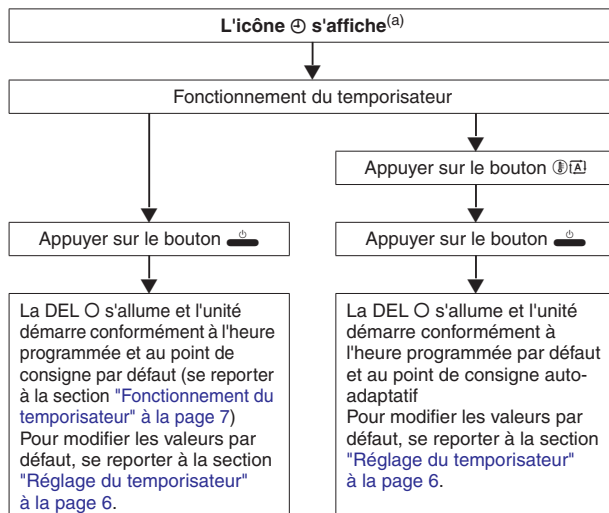 L'icône ⏲ s'affiche(a)
Fonctionnement du temporisateur
Appuyer sur le bouton A
Appuyer sur le bouton
Appuyer sur le bouton
La DEL O s'allume et l'unité
démarre conformément à l'heure
programmée et au point de
consigne par défaut (se reporter
à la section "Fonctionnement du
temporisateur" à la page 7)
Pour modifier les valeurs par
défaut, se reporter à la section
"Réglage du temporisateur"
à la page 6.
La DEL O s'allume et l'unité
démarre conformément à
l'heure programmée par défaut
et au point de consigne auto-
adaptatif
Pour modifier les valeurs par
défaut, se reporter à la section
"Réglage du temporisateur"
à la page 6.